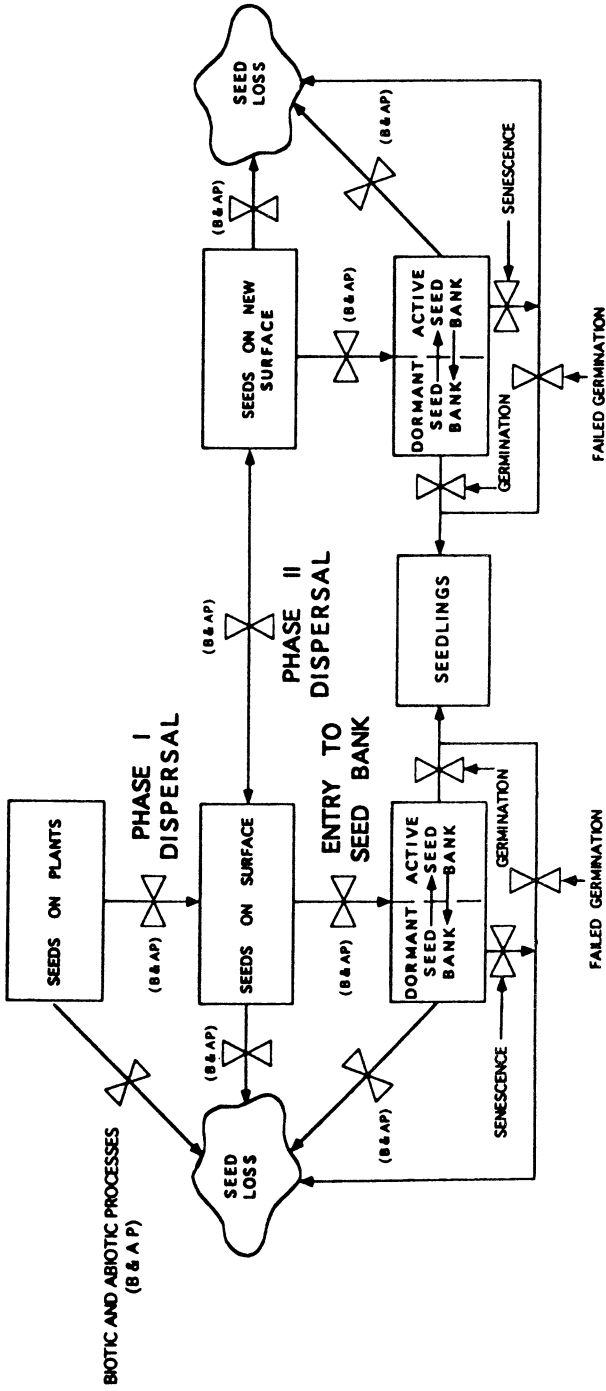 BIOTIC AND ABIOTIC PROCESSES
(B & A P)
SEEDS ON PLANTS
(B & AP)
PHASE I
DISPERSAL
SEED
LOSS
(B & AP)
SEEDS ON SURFACE
(B & AP)
PHASE II
DISPERSAL
SEEDS ON NEW
SURFACE
(B & AP)
SEED
LOSS
(B & AP)
ENTRY TO
SEED BANK
(B & AP)
(B & AP)
(B & AP)
DORMANT ACTIVE
SEED SEED
BANK BANK
SEEDLINGS
DORMANT ACTIVE
SEED SEED
BANK BANK
SENESCENCE
GERMINATION
GERMINATION
SENESCENCE
FAILED GERMINATION
FAILED GERMINATION